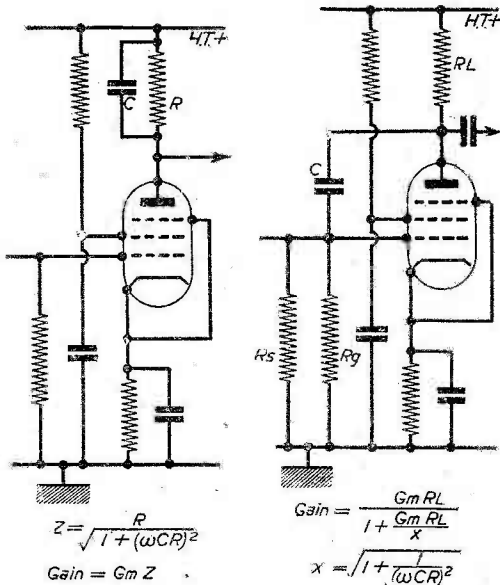 H.T.+
C
R
Z = R / √(1 + (ωCR)²)
Gain = Gm Z
H.T.+
RL
C
Rs
Rg
Gain = Gm RL / (1 + Gm RL / x)
x = √(1 + 1 / (ωCR)²)